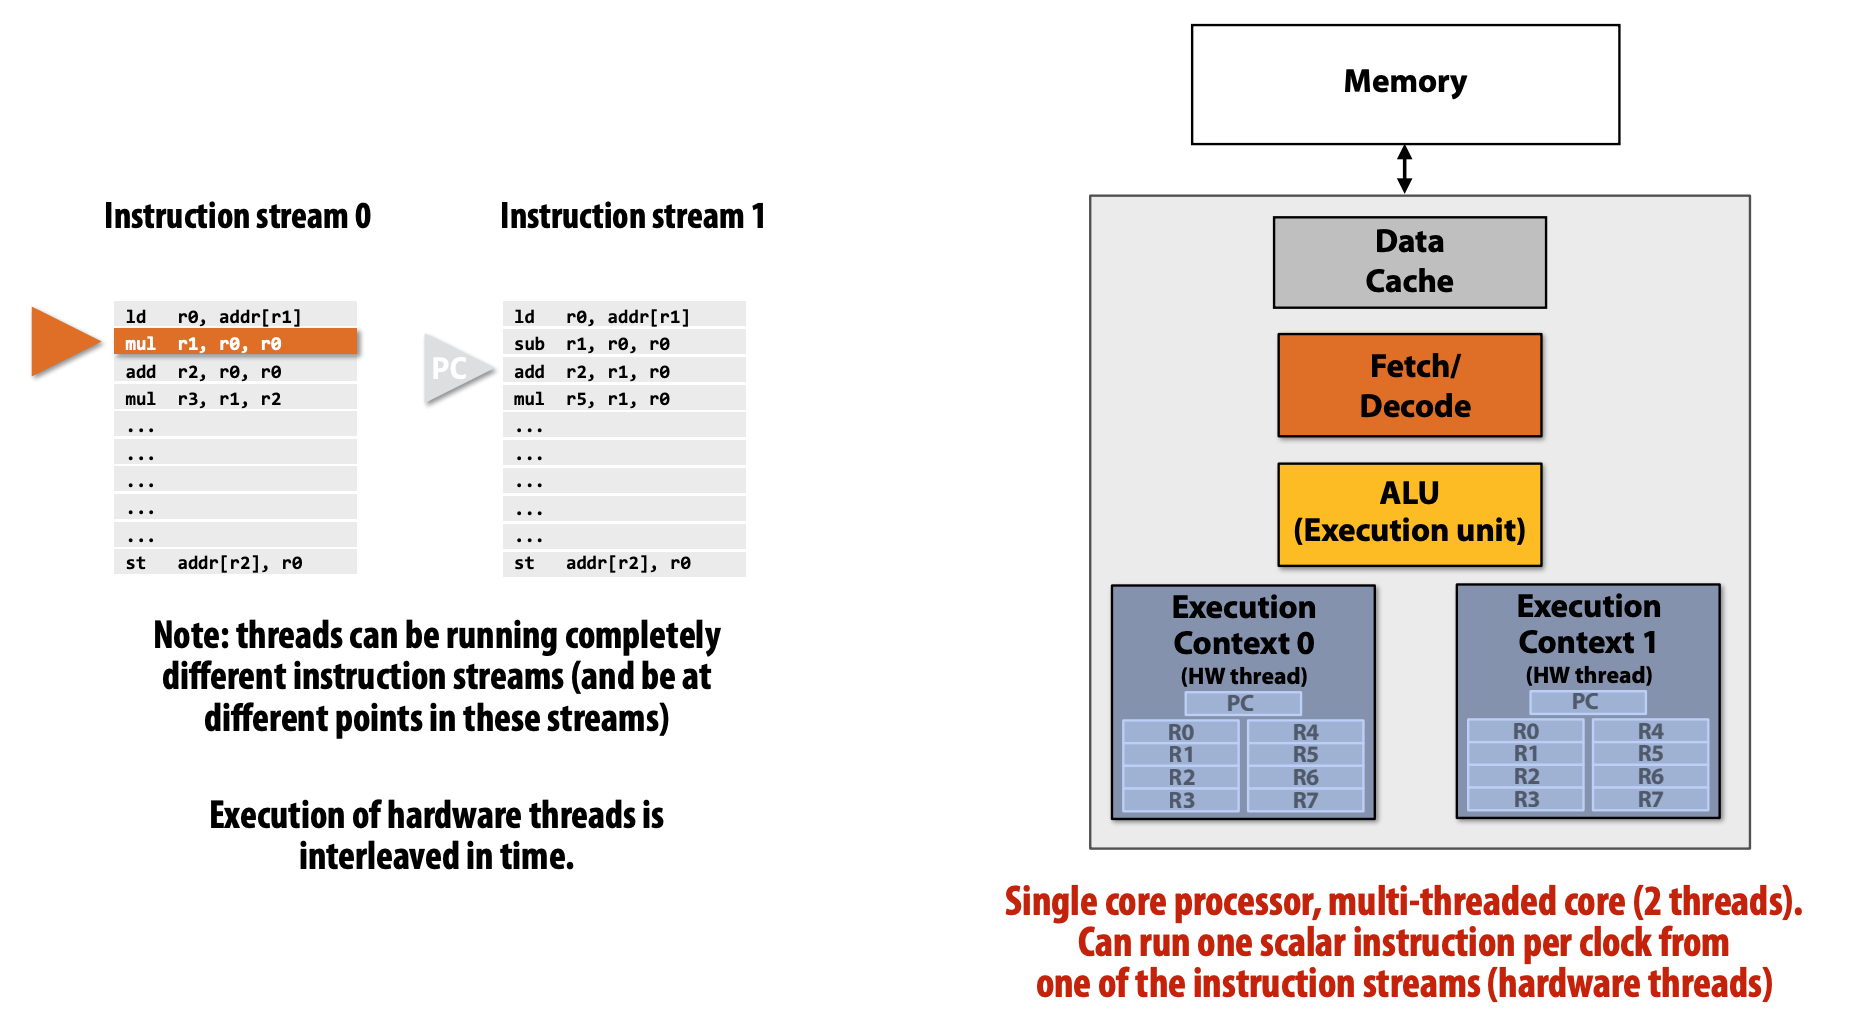 Instruction stream 0
ld r0, addr[r1]
mul r1, r0, r0
add r2, r0, r0
mul r3, r1, r2
...
...
...
...
...
st addr[r2], r0
Instruction stream 1
PC
ld r0, addr[r1]
sub r1, r0, r0
add r2, r1, r0
mul r5, r1, r0
...
...
...
...
...
st addr[r2], r0
Note: threads can be running completely
different instruction streams (and be at
different points in these streams)
Execution of hardware threads is
interleaved in time.
Memory
Data
Cache
Fetch/
Decode
ALU
(Execution unit)
Execution
Context 0
(HW thread)
PC
R0 R4
R1 R5
R2 R6
R3 R7
Execution
Context 1
(HW thread)
PC
R0 R4
R1 R5
R2 R6
R3 R7
Single core processor, multi-threaded core (2 threads).
Can run one scalar instruction per clock from
one of the instruction streams (hardware threads)